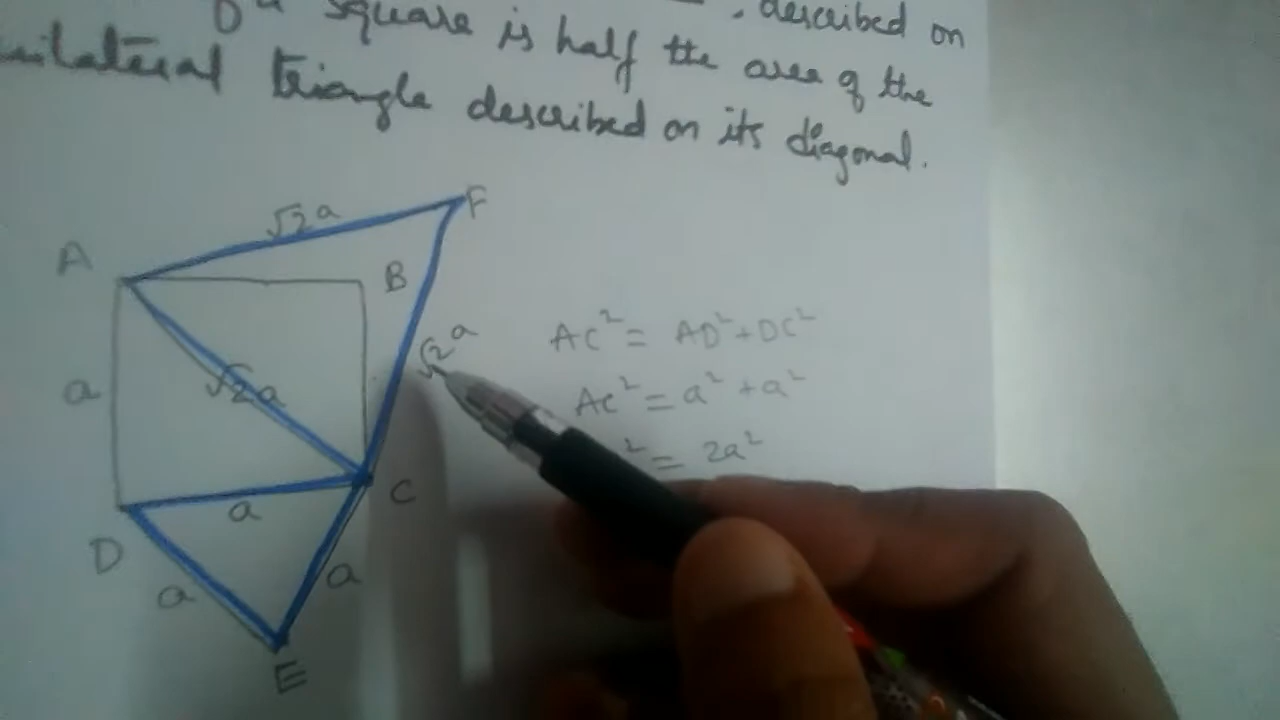 square is half the area of the
described on
triangle described on its diagonal.
√2a
F
A
B
√2a
a
√2a
AC² = AD² + DC²
AC² = a² + a²
² = 2a²
C
a
D
a
a
E